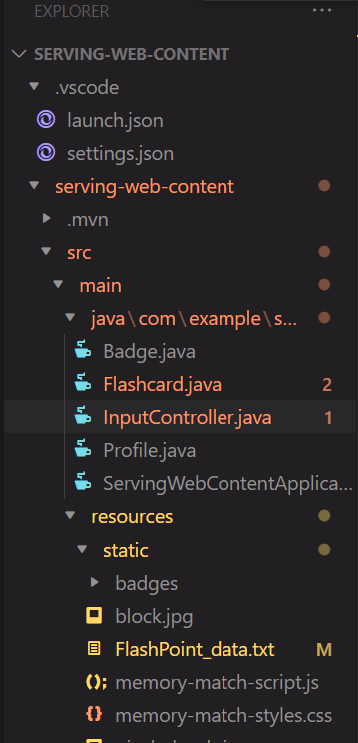 EXPLORER ...
SERVING-WEB-CONTENT
.vscode
launch.json
settings.json
serving-web-content
.mvn
src
main
java\com\example\s...
Badge.java
Flashcard.java 2
InputController.java 1
Profile.java
ServingWebContentApplica...
resources
static
badges
block.jpg
FlashPoint_data.txt M
memory-match-script.js
memory-match-styles.css